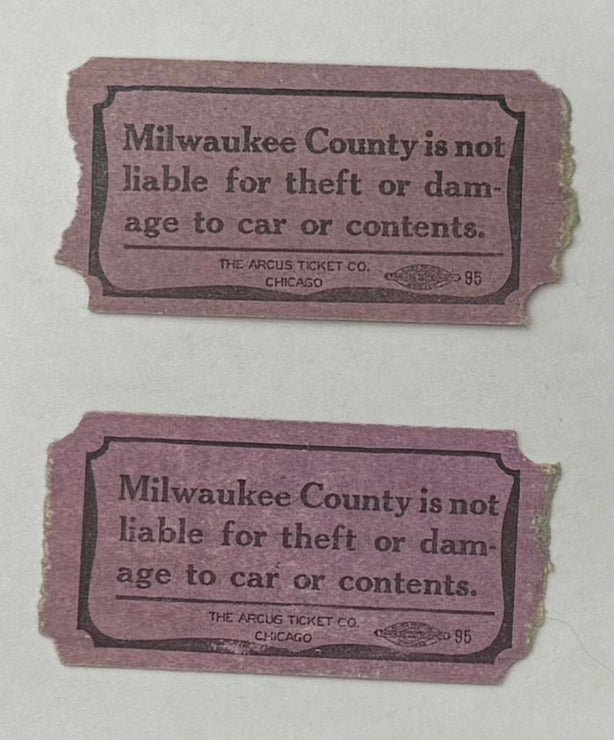 Milwaukee County is not
liable for theft or dam-
age to car or contents.
THE ARCUS TICKET CO.
CHICAGO
95
Milwaukee County is not
liable for theft or dam-
age to car or contents.
THE ARCUS TICKET CO.
CHICAGO
95